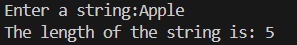 Enter a string:Apple
The length of the string is: 5